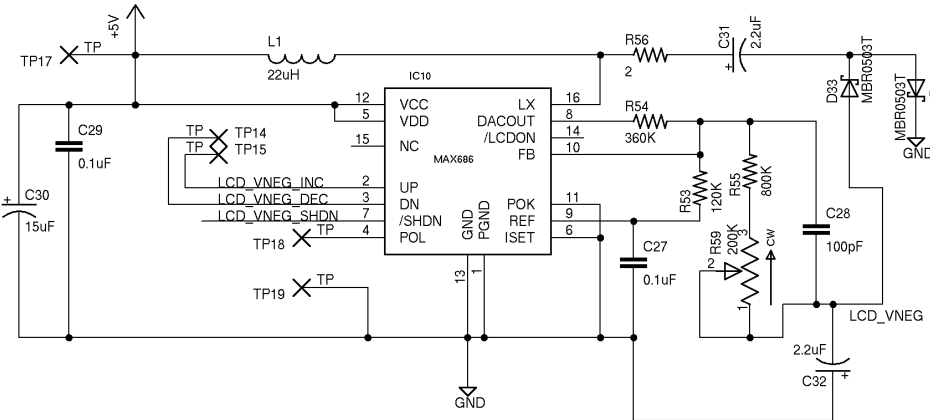 +5V
TP17
TP
L1
22uH
R56
2
C31
2.2uF
+
D33
MBR0503T
MBR0503T
GND
C29
0.1uF
+
C30
15uF
IC10
MAX686
12 VCC
5 VDD
15 NC
2 UP
3 DN
7 /SHDN
4 POL
LX 16
DACOUT 8
/LCDON 14
FB 10
POK 11
REF 9
ISET 6
GND 13
PGND 1
TP TP14
TP TP15
LCD_VNEG_INC
LCD_VNEG_DEC
LCD_VNEG_SHDN
TP18 TP
TP19 TP
R54
360K
R53
120K
R55
800K
R59
200K
3
2
1
CW
C27
0.1uF
C28
100pF
LCD_VNEG
2.2uF
C32
+
GND